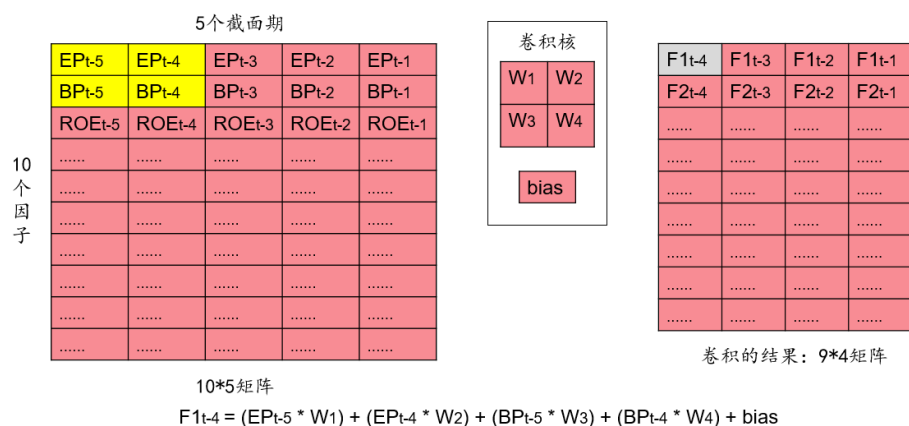 5个截面期
EPt-5 EPt-4 EPt-3 EPt-2 EPt-1
BPt-5 BPt-4 BPt-3 BPt-2 BPt-1
ROEt-5 ROEt-4 ROEt-3 ROEt-2 ROEt-1
...... ...... ...... ...... ......
...... ...... ...... ...... ......
...... ...... ...... ...... ......
...... ...... ...... ...... ......
...... ...... ...... ...... ......
...... ...... ...... ...... ......
...... ...... ...... ...... ......
10个因子
10*5矩阵
卷积核
W1 W2
W3 W4
bias
F1t-4 F1t-3 F1t-2 F1t-1
F2t-4 F2t-3 F2t-2 F2t-1
...... ...... ...... ......
...... ...... ...... ......
...... ...... ...... ......
...... ...... ...... ......
...... ...... ...... ......
...... ...... ...... ......
...... ...... ...... ......
卷积的结果：9*4矩阵
F1t-4 = (EPt-5 * W1) + (EPt-4 * W2) + (BPt-5 * W3) + (BPt-4 * W4) + bias